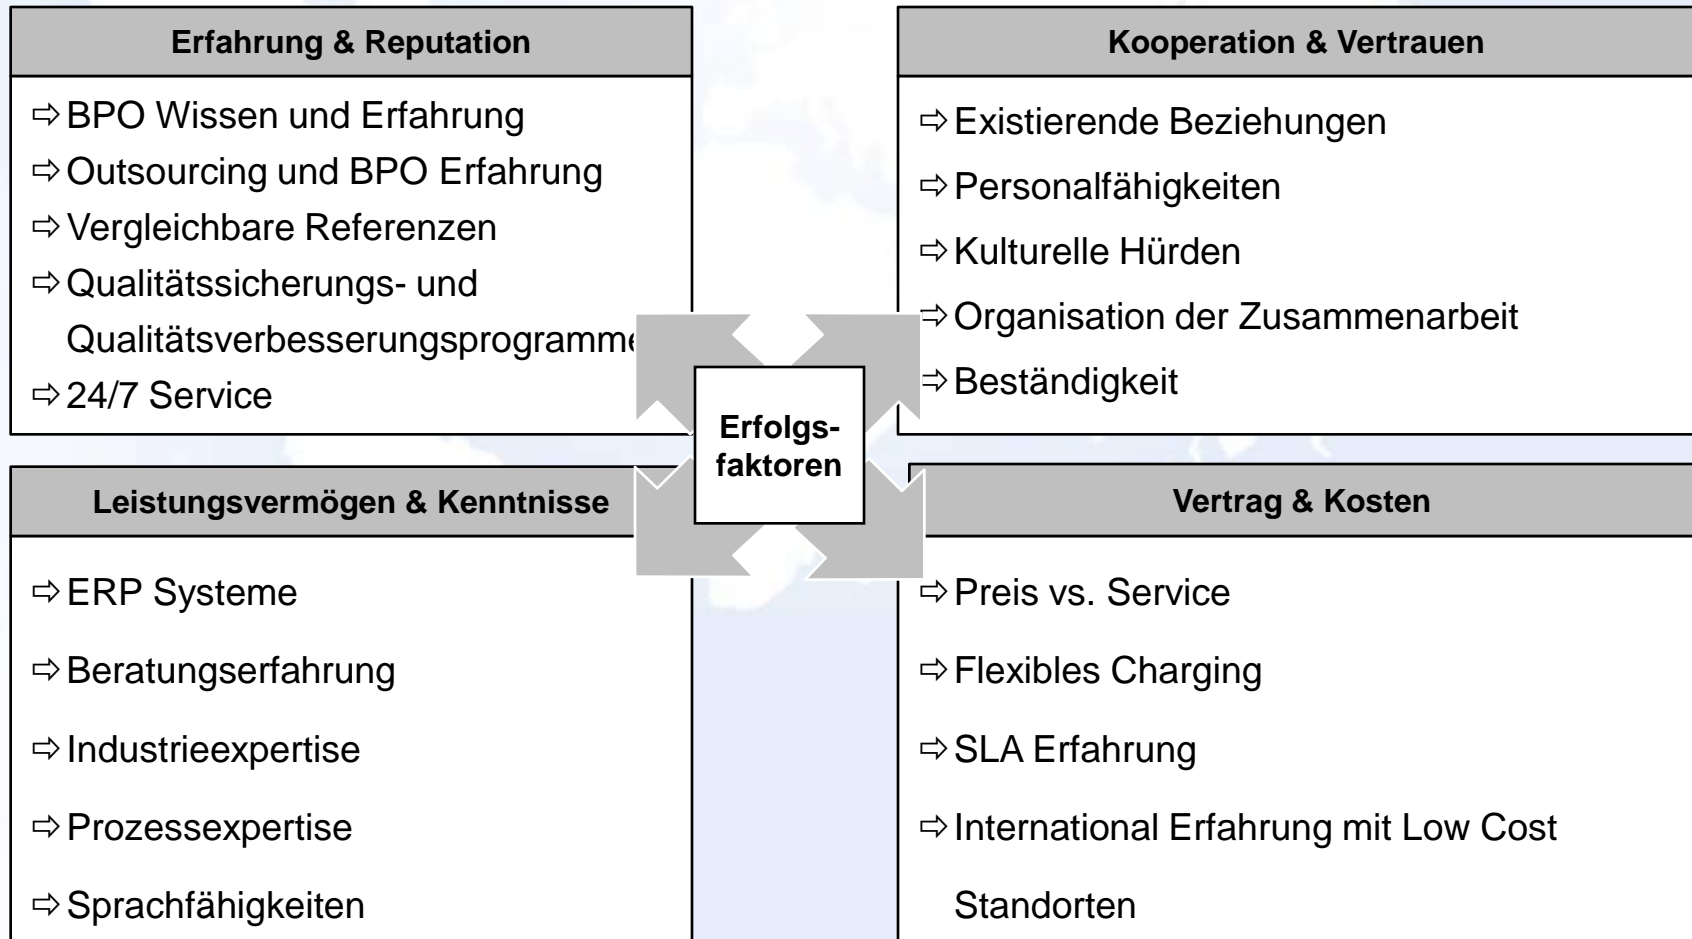 Erfahrung & Reputation
⇨ BPO Wissen und Erfahrung
⇨ Outsourcing und BPO Erfahrung
⇨ Vergleichbare Referenzen
⇨ Qualitätssicherungs- und
Qualitätsverbesserungsprogramme
⇨ 24/7 Service
Kooperation & Vertrauen
⇨ Existierende Beziehungen
⇨ Personalfähigkeiten
⇨ Kulturelle Hürden
⇨ Organisation der Zusammenarbeit
⇨ Beständigkeit
Erfolgs-
faktoren
Leistungsvermögen & Kenntnisse
⇨ ERP Systeme
⇨ Beratungserfahrung
⇨ Industrieexpertise
⇨ Prozessexpertise
⇨ Sprachfähigkeiten
Vertrag & Kosten
⇨ Preis vs. Service
⇨ Flexibles Charging
⇨ SLA Erfahrung
⇨ International Erfahrung mit Low Cost
Standorten